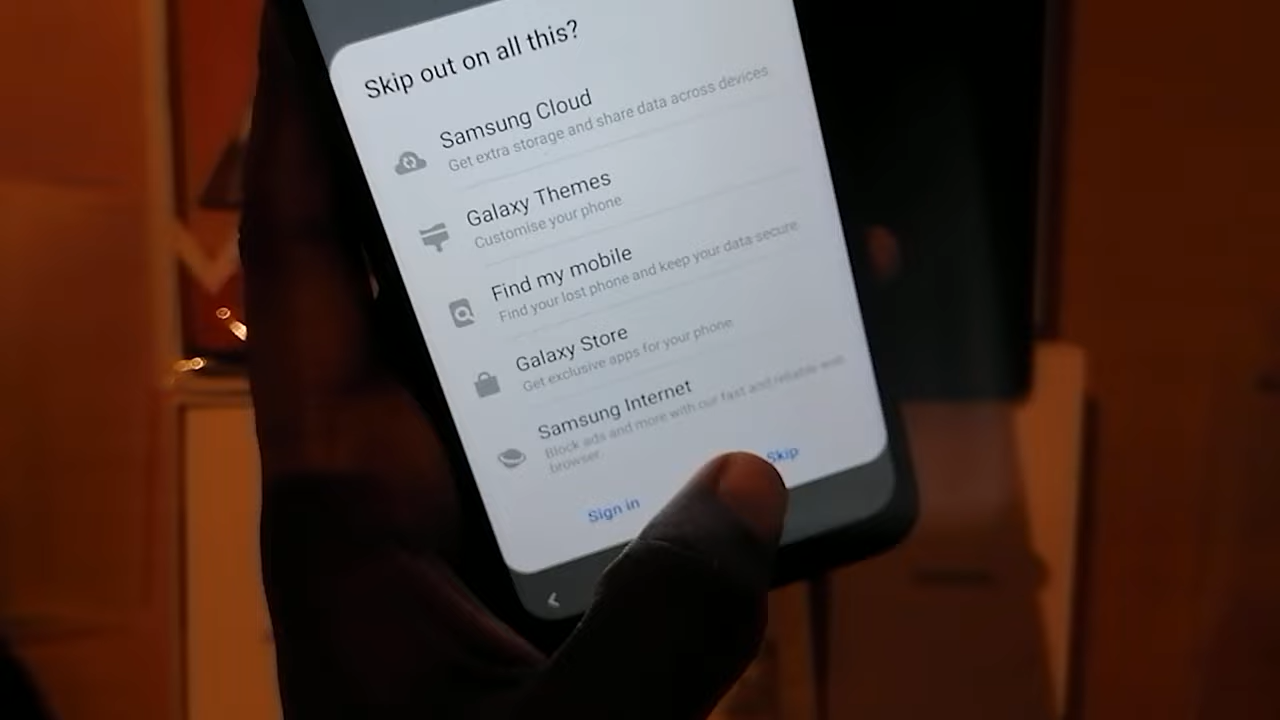 Skip out on all this?
Samsung Cloud
Get extra storage and share data across devices
Galaxy Themes
Customise your phone
Find my mobile
Find your lost phone and keep your data secure
Galaxy Store
Get exclusive apps for your phone
Samsung Internet
Block ads and more with our fast and reliable web
browser.
Sign in
Skip